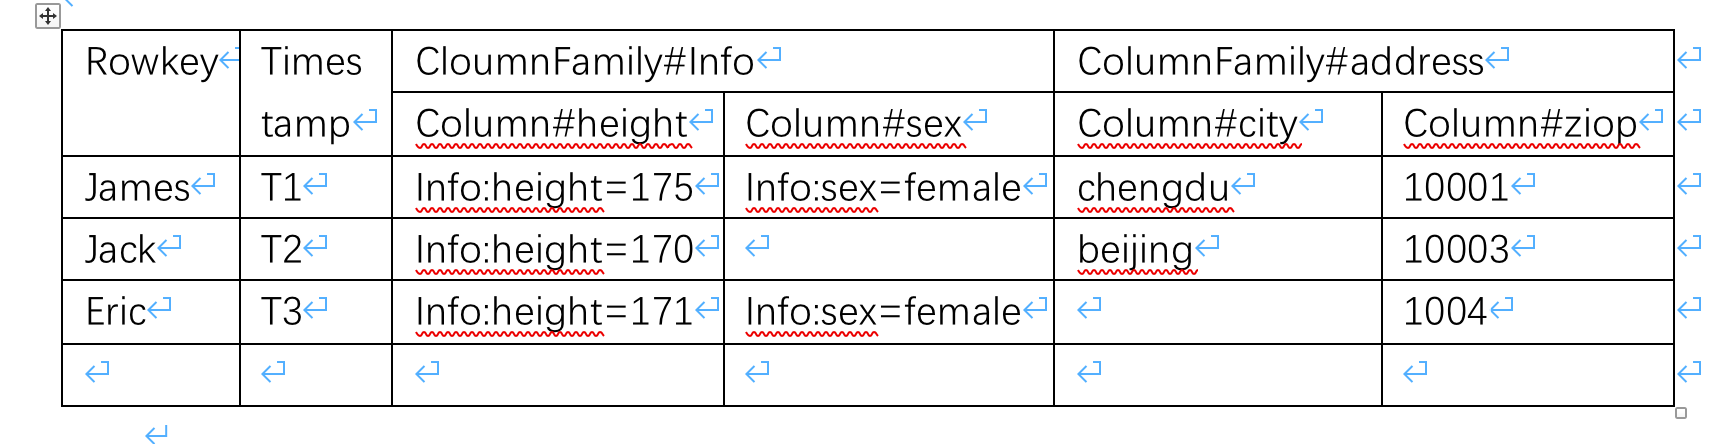 Rowkey Times CloumnFamily#Info ColumnFamily#address
tamp Column#height Column#sex Column#city Column#ziop
James T1 Info:height=175 Info:sex=female chengdu 10001
Jack T2 Info:height=170 beijing 10003
Eric T3 Info:height=171 Info:sex=female 1004